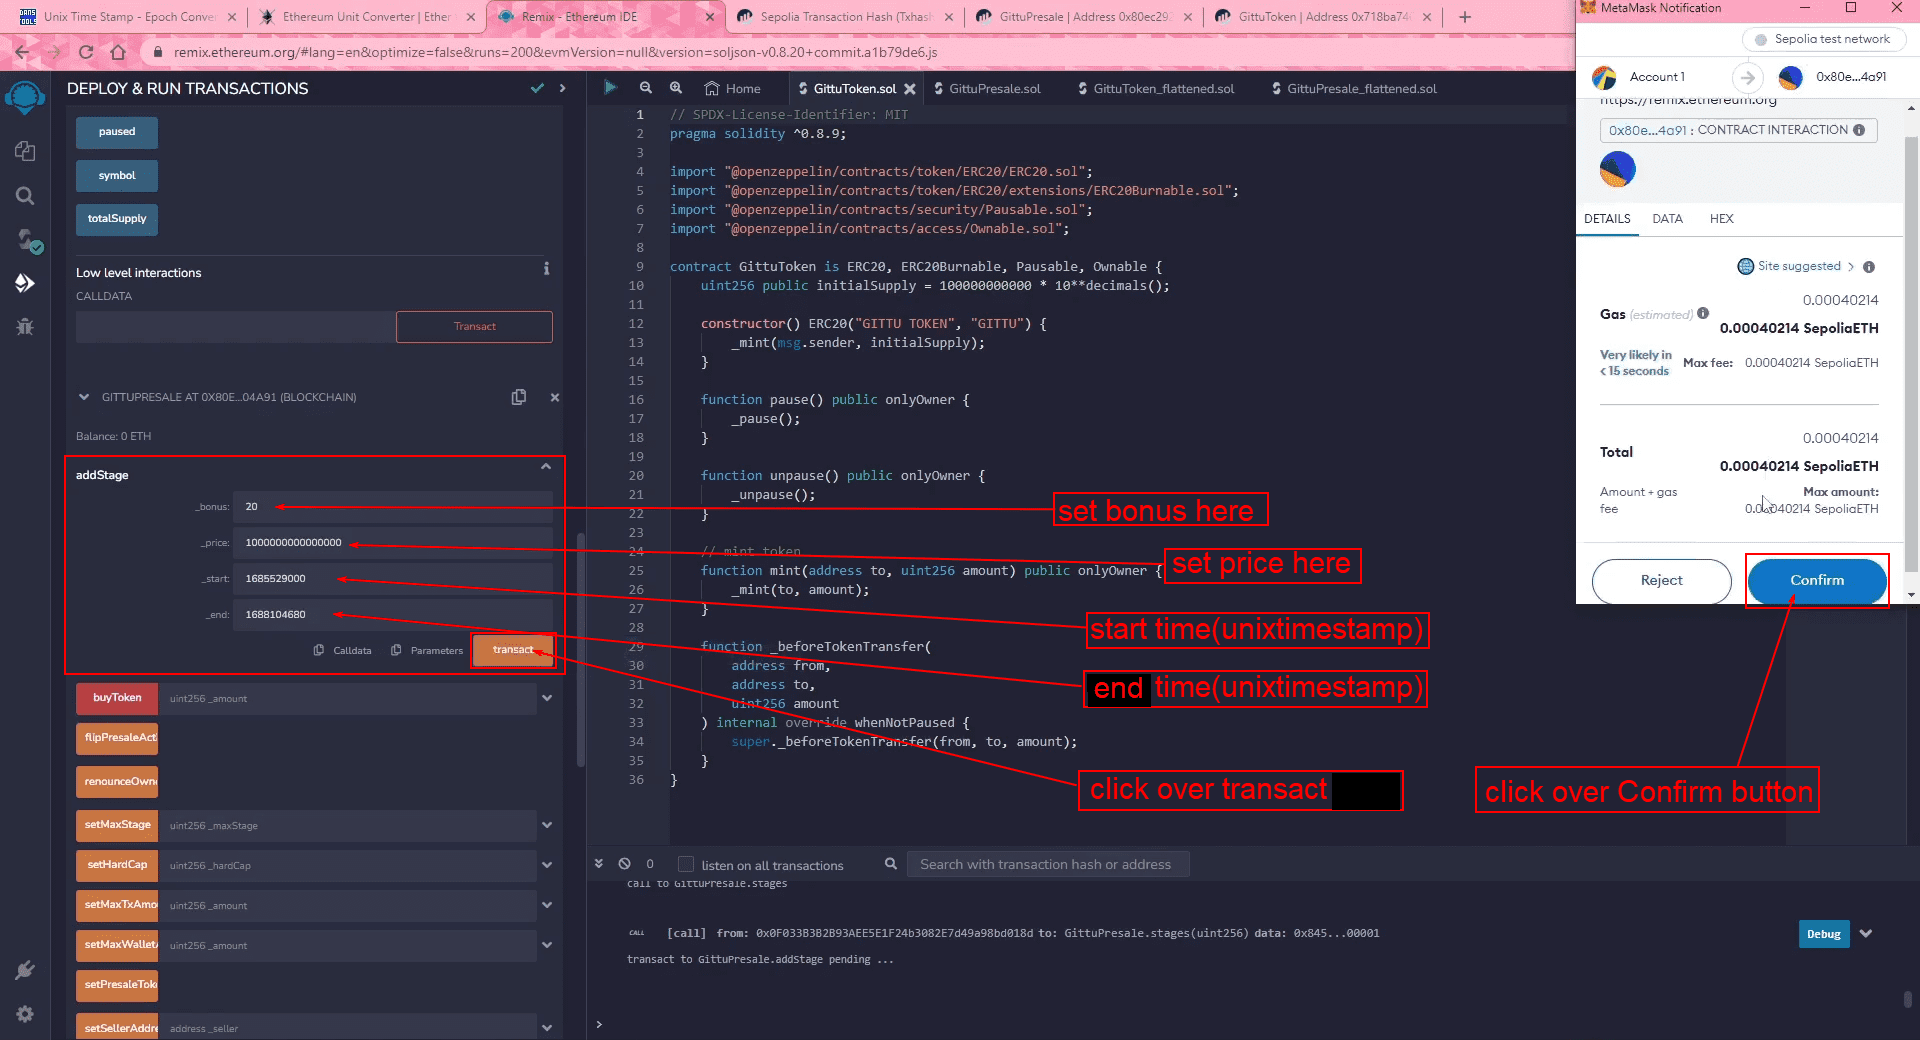 Unix Time Stamp - Epoch Conver
Ethereum Unit Converter | Ether
Remix - Ethereum IDE
Sepolia Transaction Hash (Txhash
GittuPresale | Address 0x80ec29
GittuToken | Address 0x718ba74
remix.ethereum.org/#lang=en&optimize=false&runs=200&evmVersion=null&version=soljson-v0.8.20+commit.a1b79de6.js
DEPLOY & RUN TRANSACTIONS
paused
symbol
totalSupply
Low level interactions
CALLDATA
Transact
GITTUPRESALE AT 0X80E...04A91 (BLOCKCHAIN)
Balance: 0 ETH
addStage
_bonus: 20
_price: 1000000000000000
_start: 1685529000
_end: 1688104680
Calldata Parameters transact
buyToken uint256 _amount
flipPresaleAct
renounceOwn
setMaxStage uint256 _maxStage
setHardCap uint256 _hardCap
setMaxTxAmo uint256 _amount
setMaxWalletA uint256 _amount
setPresaleTok
setSellerAddre address _seller
Home
GittuToken.sol
GittuPresale.sol
GittuToken_flattened.sol
GittuPresale_flattened.sol
1 // SPDX-License-Identifier: MIT
2 pragma solidity ^0.8.9;
3
4 import "@openzeppelin/contracts/token/ERC20/ERC20.sol";
5 import "@openzeppelin/contracts/token/ERC20/extensions/ERC20Burnable.sol";
6 import "@openzeppelin/contracts/security/Pausable.sol";
7 import "@openzeppelin/contracts/access/Ownable.sol";
8
9 contract GittuToken is ERC20, ERC20Burnable, Pausable, Ownable {
10 uint256 public initialSupply = 100000000000 * 10**decimals();
11
12 constructor() ERC20("GITTU TOKEN", "GITTU") {
13 _mint(msg.sender, initialSupply);
14 }
15
16 function pause() public onlyOwner {
17 _pause();
18 }
19
20 function unpause() public onlyOwner {
21 _unpause();
22 }
23
24 // mint token
25 function mint(address to, uint256 amount) public onlyOwner {
26 _mint(to, amount);
27 }
28
29 function _beforeTokenTransfer(
30 address from,
31 address to,
32 uint256 amount
33 ) internal override whenNotPaused {
34 super._beforeTokenTransfer(from, to, amount);
35 }
36 }
set bonus here
set price here
start time(unixtimestamp)
end time(unixtimestamp)
click over transact
click over Confirm button
0 listen on all transactions
Search with transaction hash or address
call to GittuPresale.stages
CALL [call] from: 0x0F033B3B2B93AEE5E1F24b3082E7d49a98bd018d to: GittuPresale.stages(uint256) data: 0x845...00001
Debug
transact to GittuPresale.addStage pending ...
>
MetaMask Notification
Sepolia test network
Account 1
0x80e...4a91
https://remix.ethereum.org
0x80e...4a91 : CONTRACT INTERACTION
DETAILS DATA HEX
Site suggested >
0.00040214
Gas (estimated) 0.00040214 SepoliaETH
Very likely in < 15 seconds
Max fee: 0.00040214 SepoliaETH
0.00040214
Total 0.00040214 SepoliaETH
Amount + gas fee
Max amount:
0.00040214 SepoliaETH
Reject
Confirm